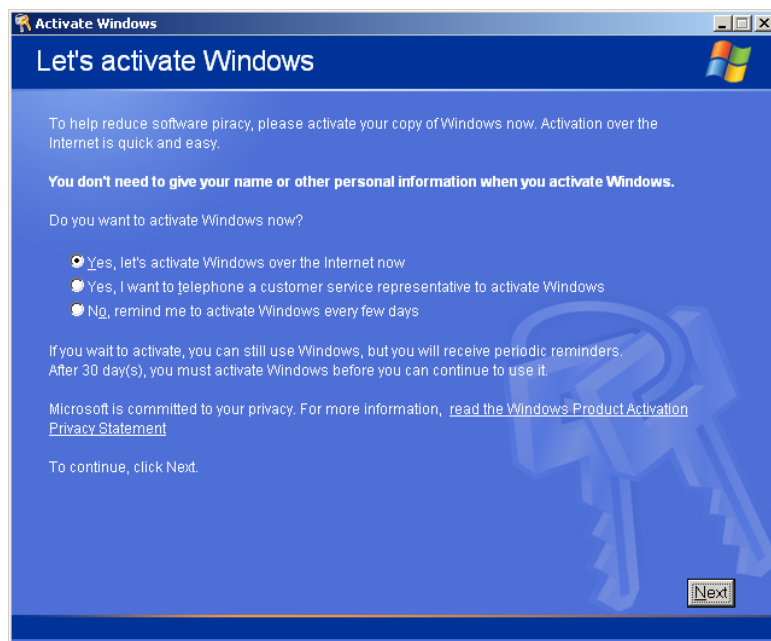 Activate Windows
Let's activate Windows
To help reduce software piracy, please activate your copy of Windows now. Activation over the
Internet is quick and easy.
You don't need to give your name or other personal information when you activate Windows.
Do you want to activate Windows now?
Yes, let's activate Windows over the Internet now
Yes, I want to telephone a customer service representative to activate Windows
No, remind me to activate Windows every few days
If you wait to activate, you can still use Windows, but you will receive periodic reminders.
After 30 day(s), you must activate Windows before you can continue to use it.
Microsoft is committed to your privacy. For more information, read the Windows Product Activation
Privacy Statement
To continue, click Next.
Next